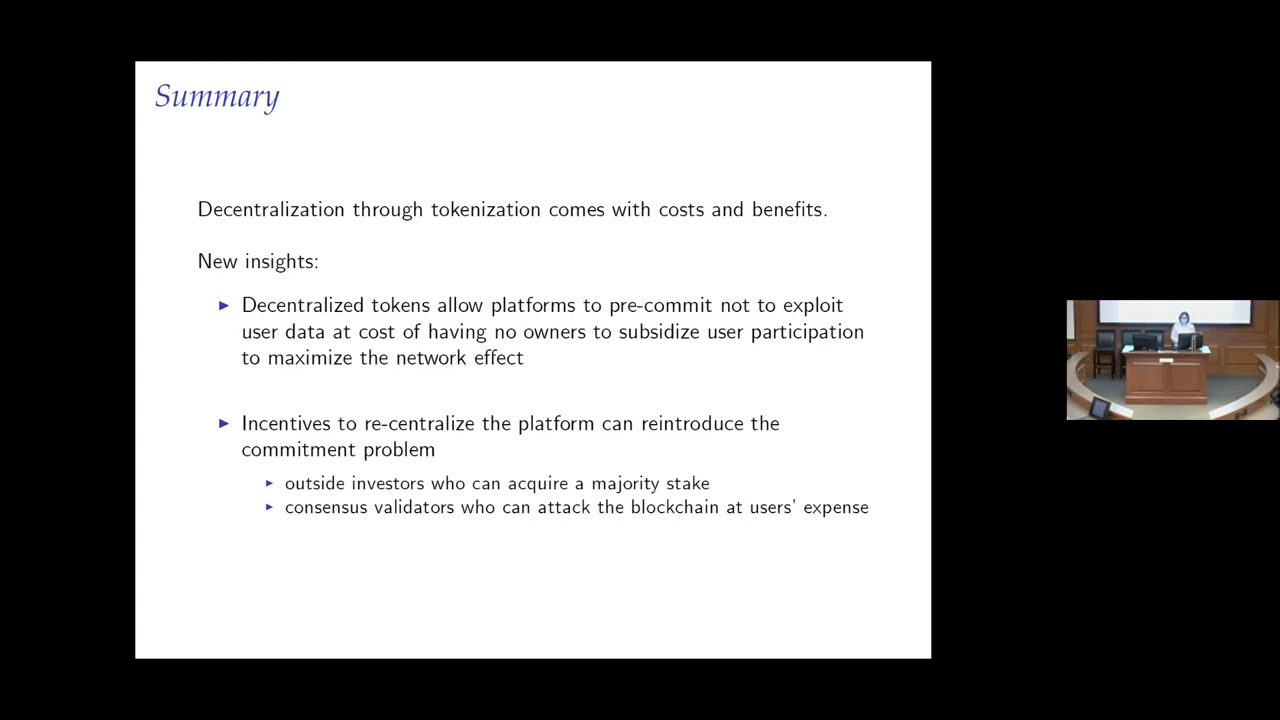 Summary
Decentralization through tokenization comes with costs and benefits.
New insights:
Decentralized tokens allow platforms to pre-commit not to exploit
user data at cost of having no owners to subsidize user participation
to maximize the network effect
Incentives to re-centralize the platform can reintroduce the
commitment problem
outside investors who can acquire a majority stake
consensus validators who can attack the blockchain at users' expense